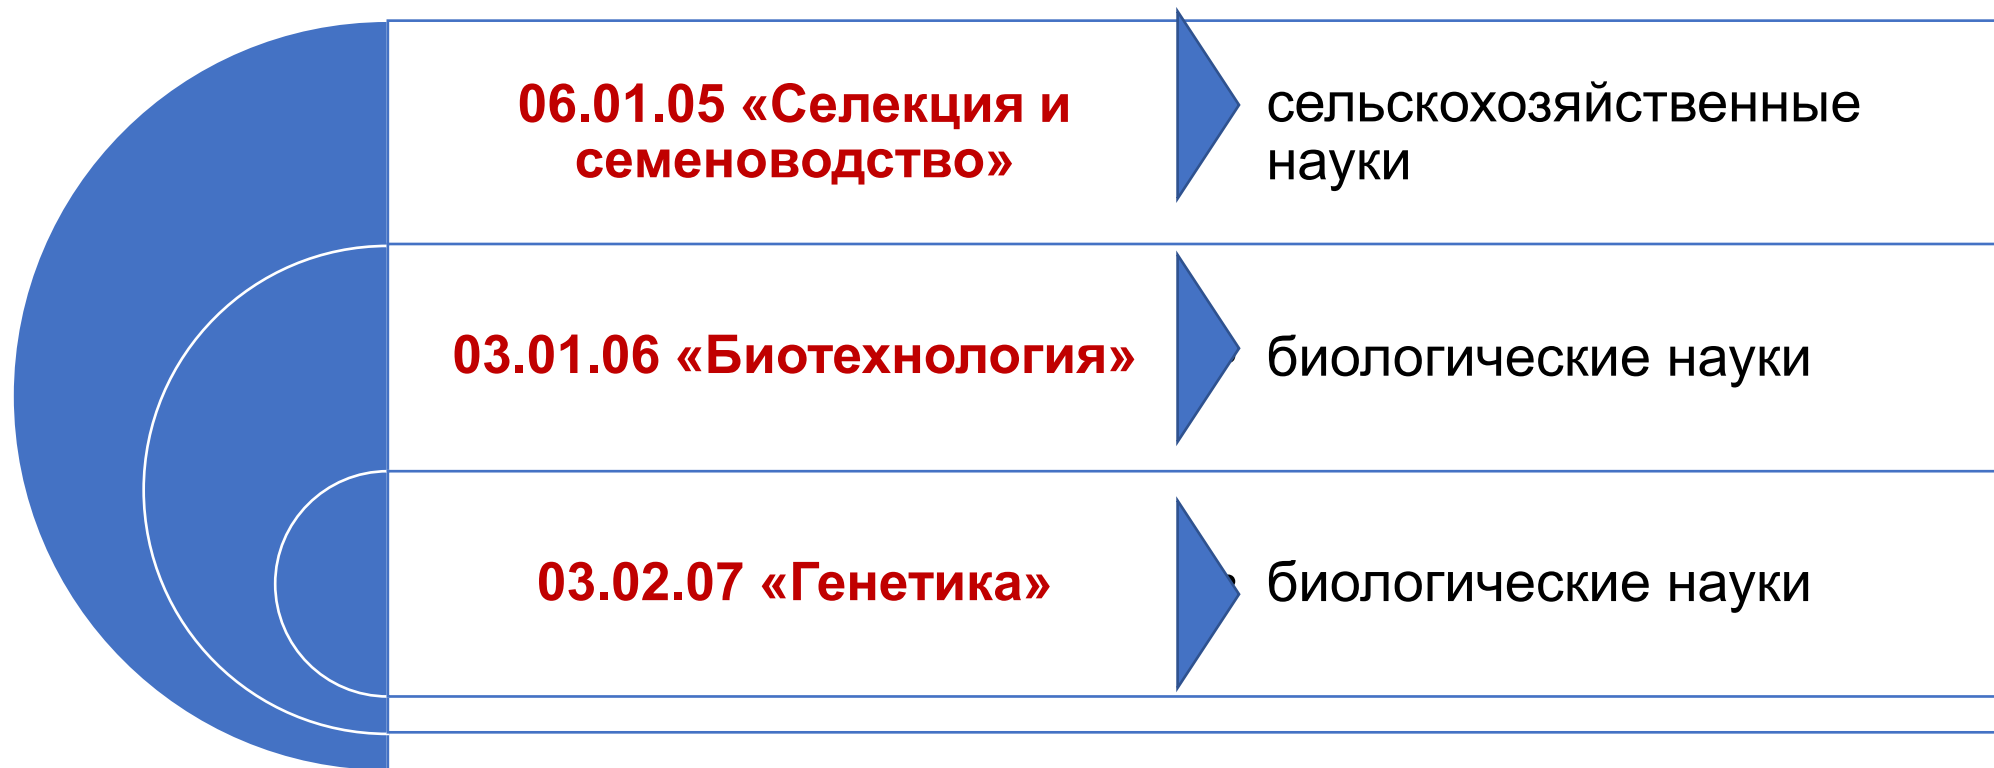 06.01.05 «Селекция и
семеноводство»
сельскохозяйственные
науки
03.01.06 «Биотехнология»
биологические науки
03.02.07 «Генетика»
биологические науки